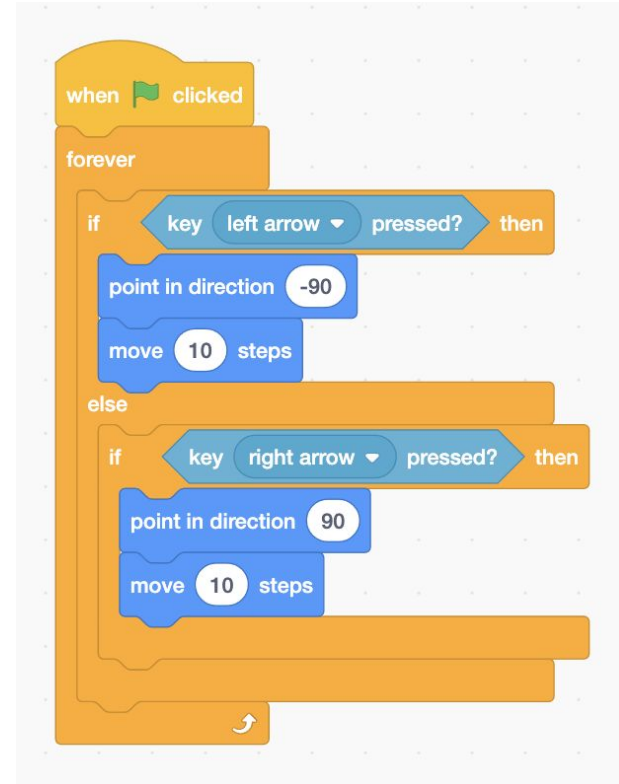 when clicked
forever
if key left arrow pressed? then
point in direction -90
move 10 steps
else
if key right arrow pressed? then
point in direction 90
move 10 steps